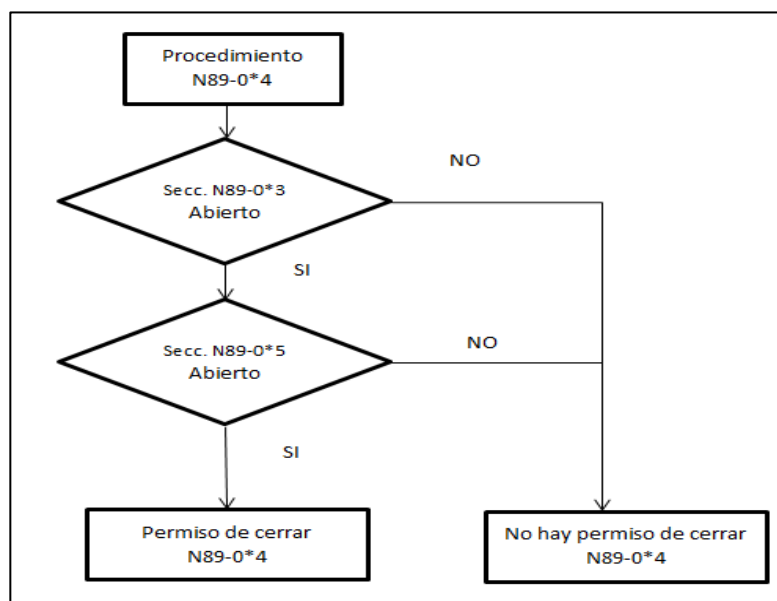 Procedimiento
N89-0*4
NO
Secc. N89-0*3
Abierto
SI
Secc. N89-0*5
Abierto
NO
SI
Permiso de cerrar
N89-0*4
No hay permiso de cerrar
N89-0*4